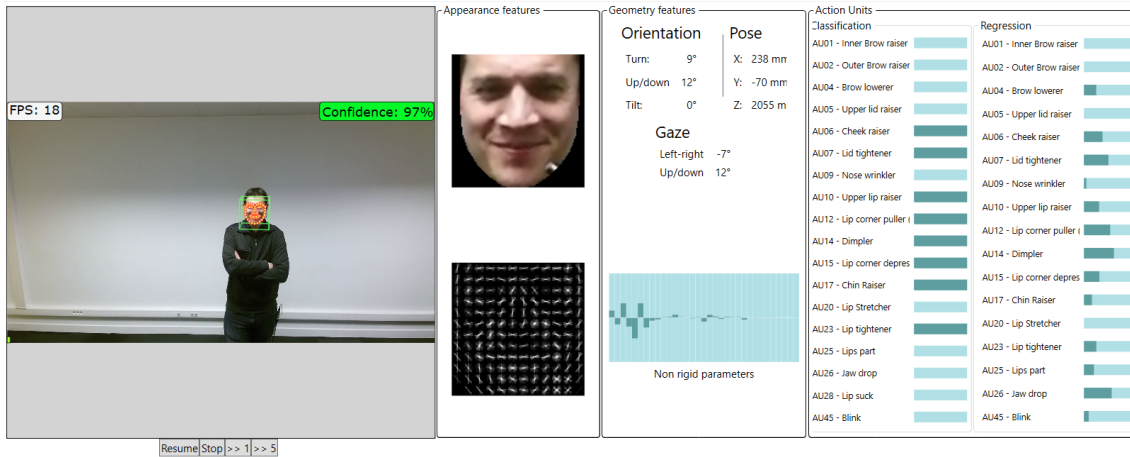 Appearance features
Geometry features
Action Units
FPS: 18
Confidence: 97%
Orientation
Turn: 9°
Up/down 12°
Tilt: 0°
Pose
X: 238 mm
Y: -70 mm
Z: 2055 m
Gaze
Left-right -7°
Up/down 12°
Non rigid parameters
Classification
AU01 - Inner Brow raiser
AU02 - Outer Brow raiser
AU04 - Brow lowerer
AU05 - Upper lid raiser
AU06 - Cheek raiser
AU07 - Lid tightener
AU09 - Nose wrinkler
AU10 - Upper lip raiser
AU12 - Lip corner puller (
AU14 - Dimpler
AU15 - Lip corner depres
AU17 - Chin Raiser
AU20 - Lip Stretcher
AU23 - Lip tightener
AU25 - Lips part
AU26 - Jaw drop
AU28 - Lip suck
AU45 - Blink
Regression
AU01 - Inner Brow raiser
AU02 - Outer Brow raiser
AU04 - Brow lowerer
AU05 - Upper lid raiser
AU06 - Cheek raiser
AU07 - Lid tightener
AU09 - Nose wrinkler
AU10 - Upper lip raiser
AU12 - Lip corner puller (
AU14 - Dimpler
AU15 - Lip corner depres
AU17 - Chin Raiser
AU20 - Lip Stretcher
AU23 - Lip tightener
AU25 - Lips part
AU26 - Jaw drop
AU45 - Blink
Resume Stop >> 1 >> 5